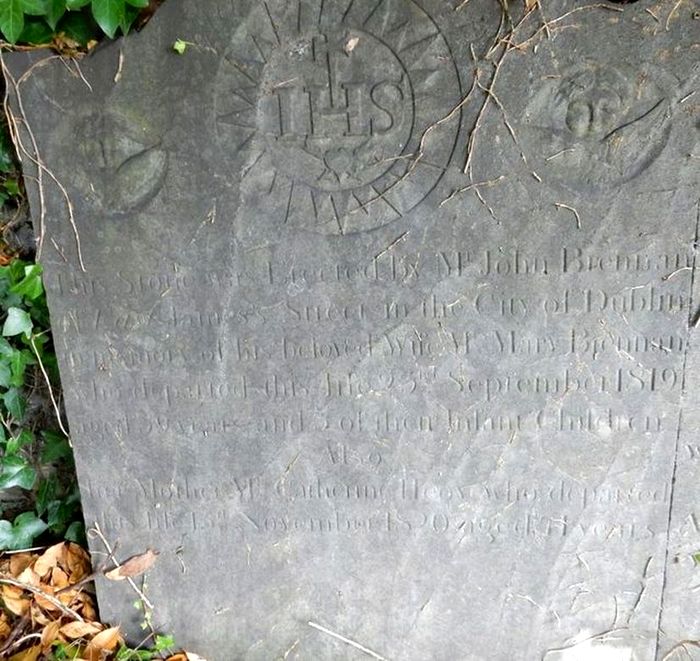 IHS
This Stone was Erected by Mr John Brennan
of James's Street in the City of Dublin
in memory of his beloved Wife Mrs Mary Brennan
who departed this life 23rd September 1819
aged years and 5 of their Infant Children
Also
her Mother Mrs Catherine who departed
this life 15th November 1820 aged years